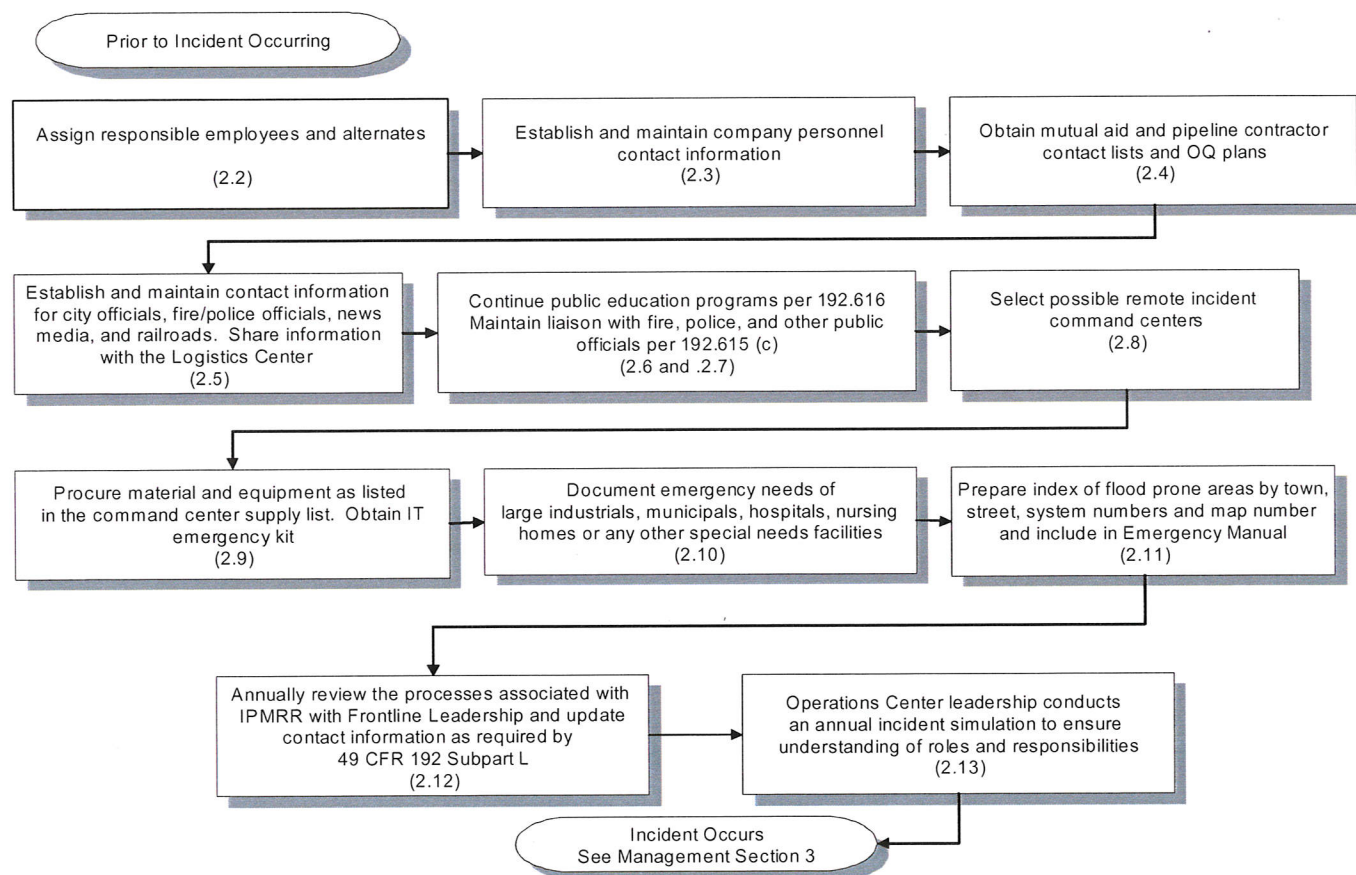 Prior to Incident Occurring
Assign responsible employees and alternates
(2.2)
Establish and maintain company personnel
contact information
(2.3)
Obtain mutual aid and pipeline contractor
contact lists and OQ plans
(2.4)
Establish and maintain contact information
for city officials, fire/police officials, news
media, and railroads. Share information
with the Logistics Center
(2.5)
Continue public education programs per 192.616
Maintain liaison with fire, police, and other public
officials per 192.615 (c)
(2.6 and .2.7)
Select possible remote incident
command centers
(2.8)
Procure material and equipment as listed
in the command center supply list. Obtain IT
emergency kit
(2.9)
Document emergency needs of
large industrials, municipals, hospitals, nursing
homes or any other special needs facilities
(2.10)
Prepare index of flood prone areas by town,
street, system numbers and map number
and include in Emergency Manual
(2.11)
Annually review the processes associated with
IPMRR with Frontline Leadership and update
contact information as required by
49 CFR 192 Subpart L
(2.12)
Operations Center leadership conducts
an annual incident simulation to ensure
understanding of roles and responsibilities
(2.13)
Incident Occurs
See Management Section 3